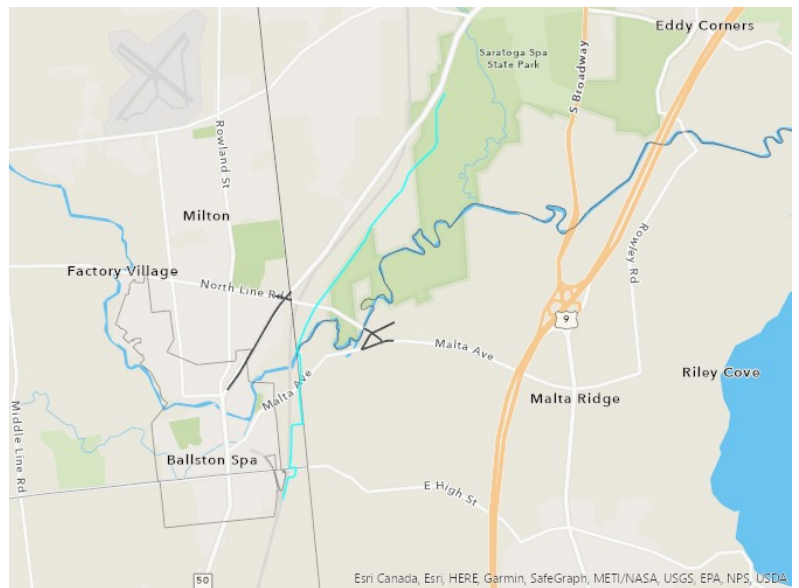 Eddy Corners
Saratoga Spa
State Park
S Broadway
Rowland St
Milton
Factory Village
North Line Rd
Rowley Rd
9
Malta Ave
Riley Cove
Malta Ave
Malta Ridge
Middle Line Rd
Ballston Spa
E High St
50
Esri Canada, Esri, HERE, Garmin, SafeGraph, METI/NASA, USGS, EPA, NPS, USDA